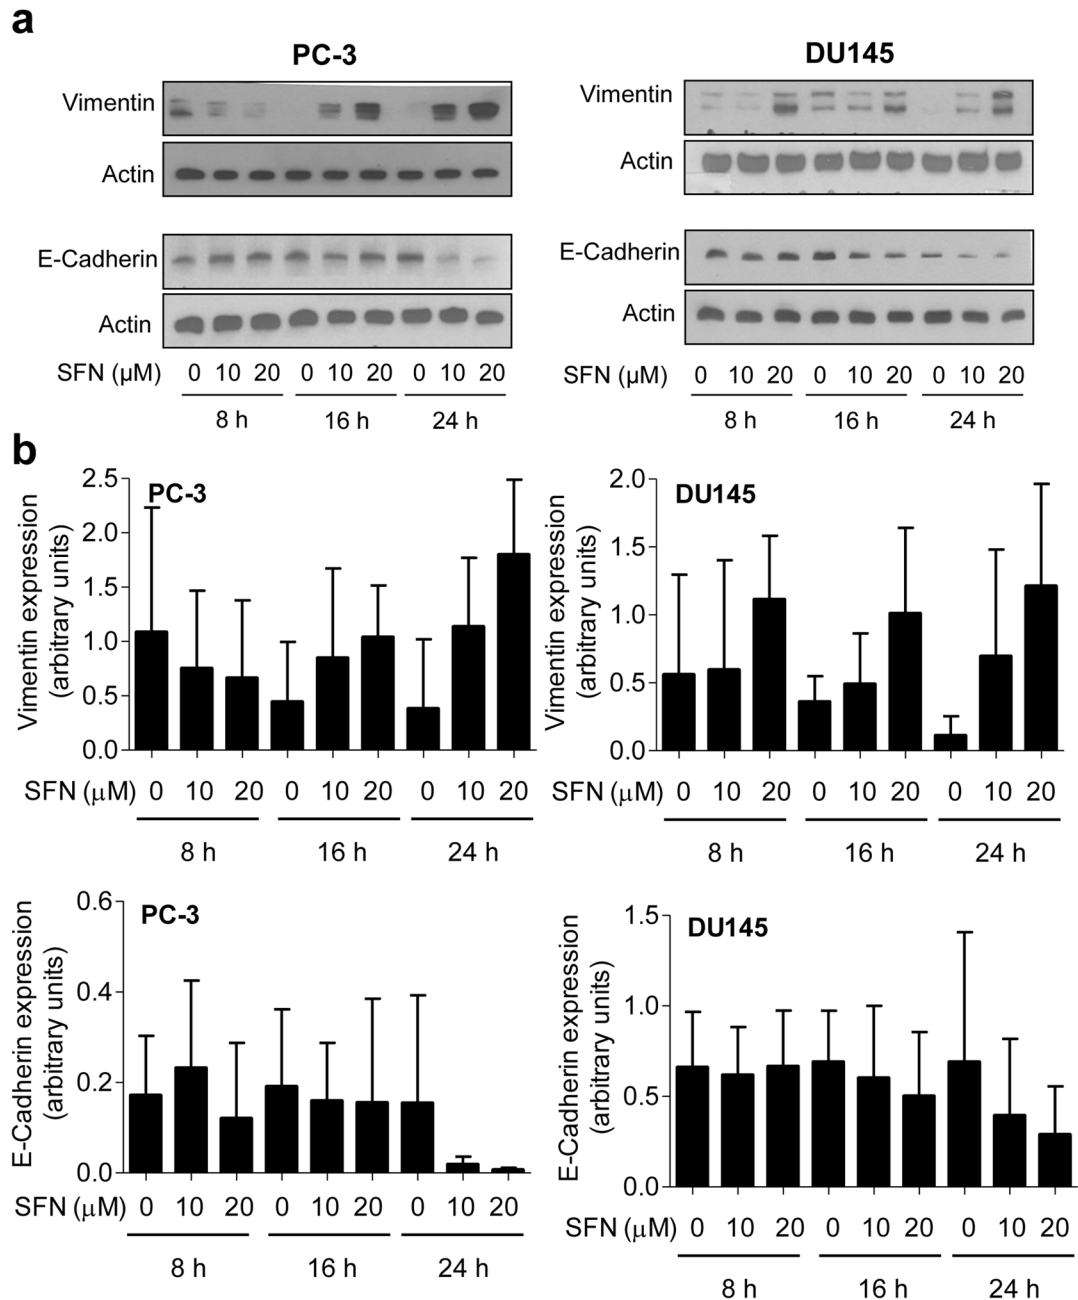 a
PC-3
DU145
Vimentin
Vimentin
Actin
Actin
E-Cadherin
E-Cadherin
Actin
Actin
SFN (µM) 0 10 20 0 10 20 0 10 20
SFN (µM) 0 10 20 0 10 20 0 10 20
8 h 16 h 24 h
8 h 16 h 24 h
b
PC-3
Vimentin expression
(arbitrary units)
2.5
2.0
1.5
1.0
0.5
0.0
SFN (µM) 0 10 20 0 10 20 0 10 20
8 h 16 h 24 h
DU145
Vimentin expression
(arbitrary units)
2.0
1.5
1.0
0.5
0.0
SFN (µM) 0 10 20 0 10 20 0 10 20
8 h 16 h 24 h
PC-3
E-Cadherin expression
(arbitrary units)
0.6
0.4
0.2
0.0
SFN (µM) 0 10 20 0 10 20 0 10 20
8 h 16 h 24 h
DU145
E-Cadherin expression
(arbitrary units)
1.5
1.0
0.5
0.0
SFN (µM) 0 10 20 0 10 20 0 10 20
8 h 16 h 24 h